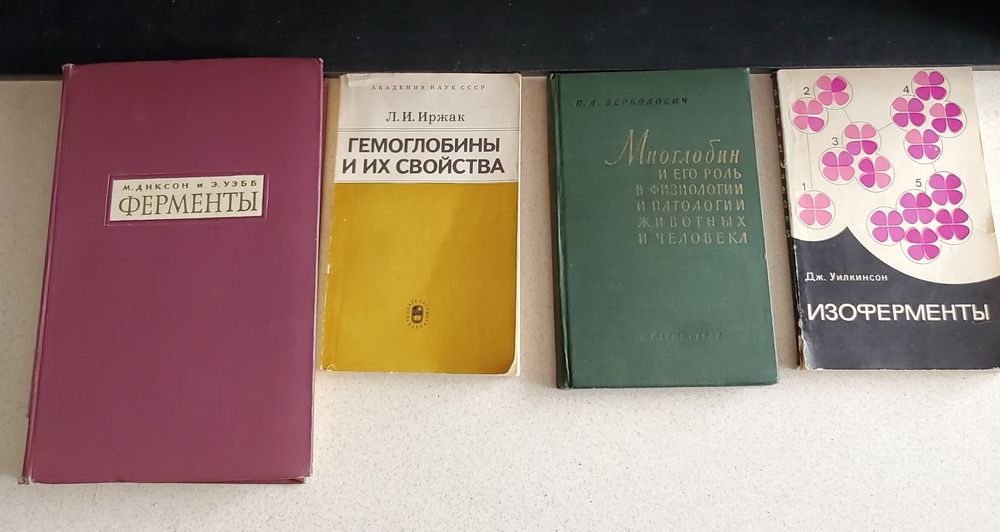 М. ДИКСОН и Э. УЭББ
ФЕРМЕНТЫ
АКАДЕМИЯ НАУК СССР
Л. И. Иржак
ГЕМОГЛОБИНЫ
И ИХ СВОЙСТВА
П. А. ВЕРБОЛОВИЧ
Миоглобин
И ЕГО РОЛЬ
В ФИЗИОЛОГИИ
И ПАТОЛОГИИ
ЖИВОТНЫХ
И ЧЕЛОВЕКА
2
4
3
1
5
Дж. Уилкинсон
ИЗОФЕРМЕНТЫ